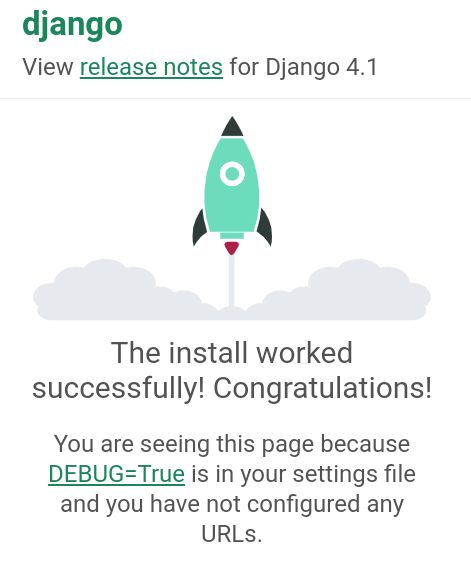 django
View release notes for Django 4.1
The install worked
successfully! Congratulations!
You are seeing this page because
DEBUG=True is in your settings file
and you have not configured any
URLs.